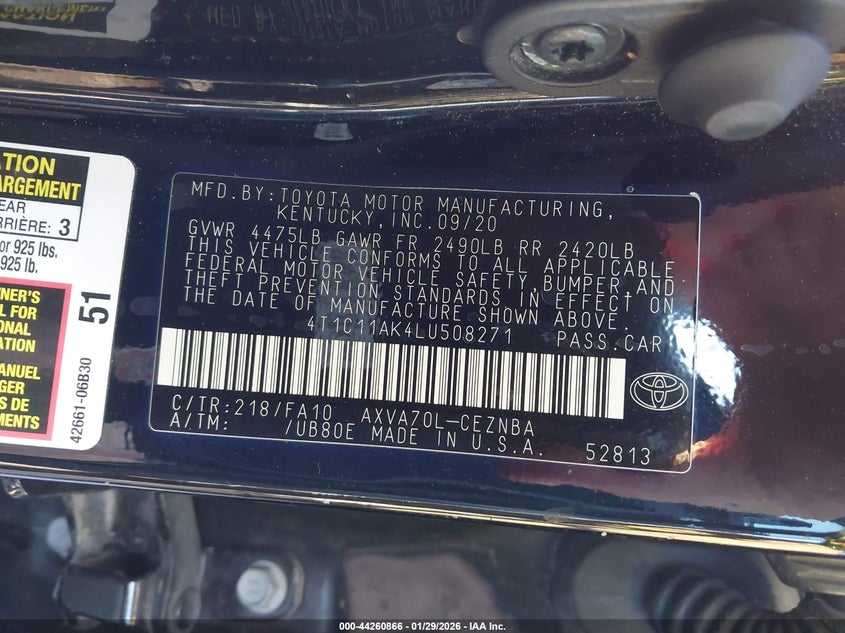 ATION
ARGEMENT
EAR
ARRIÈRE: 3
or 925 lbs.
925 lb.
WNER'S
L FOR
ONAL
ATION
MANUEL
GER
S DE
MENTS
51
42661-06B30
MFD.BY:TOYOTA MOTOR MANUFACTURING,
KENTUCKY,INC.09/20
GVWR 4475LB GAWR FR 2490LB RR 2420LB
THIS VEHICLE CONFORMS TO ALL APPLICABLE
FEDERAL MOTOR VEHICLE SAFETY,BUMPER AND
THEFT PREVENTION STANDARDS IN EFFECT ON
THE DATE OF MANUFACTURE SHOWN ABOVE.
4T1C11AK4LU508271 PASS.CAR
C/TR:218/FA10 AXVA70L-CEZNBA
A/TM: /UB80E MADE IN U.S.A. 52813
000-44260866 - 01/29/2026 - IAA Inc.